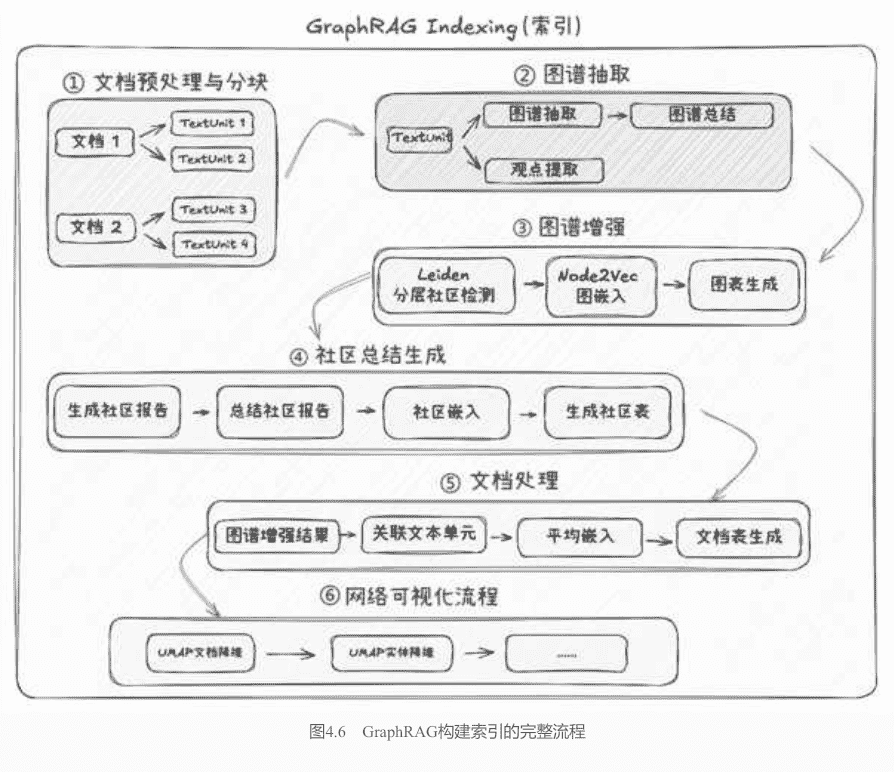 GraphRAG Indexing(索引)
① 文档预处理与分块
文档 1
TextUnit 1
TextUnit 2
文档 2
TextUnit 3
TextUnit 4
② 图谱抽取
TextUnit
图谱抽取
图谱总结
观点提取
③ 图谱增强
Leiden
分层社区检测
Node2Vec
图嵌入
图表生成
④ 社区总结生成
生成社区报告
总结社区报告
社区嵌入
生成社区表
⑤ 文档处理
图谱增强结果
关联文本单元
平均嵌入
文档表生成
⑥ 网络可视化流程
UMAP文档降维
UMAP实体降维
……
图4.6 GraphRAG构建索引的完整流程